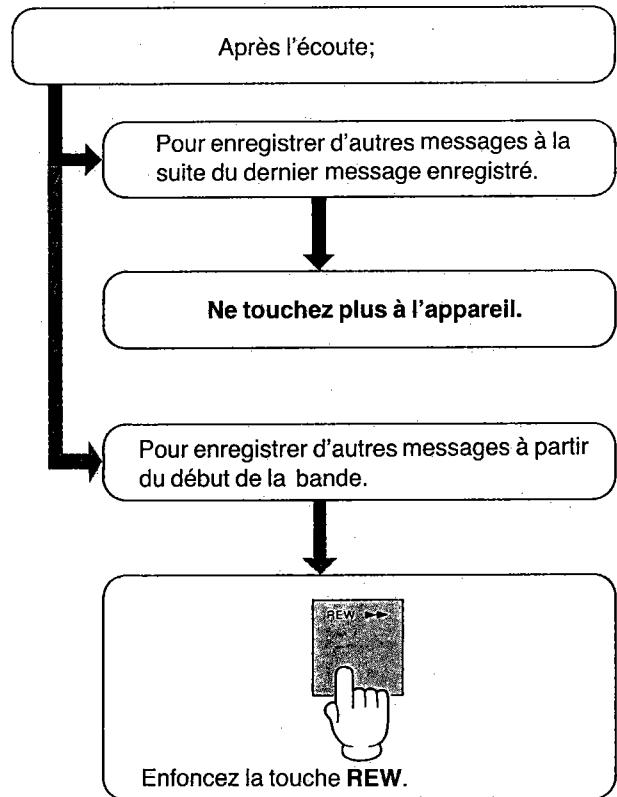 Après l'écoute;
Pour enregistrer d'autres messages à la
suite du dernier message enregistré.
Ne touchez plus à l'appareil.
Pour enregistrer d'autres messages à partir
du début de la bande.
REW ►►
Enfoncez la touche REW.